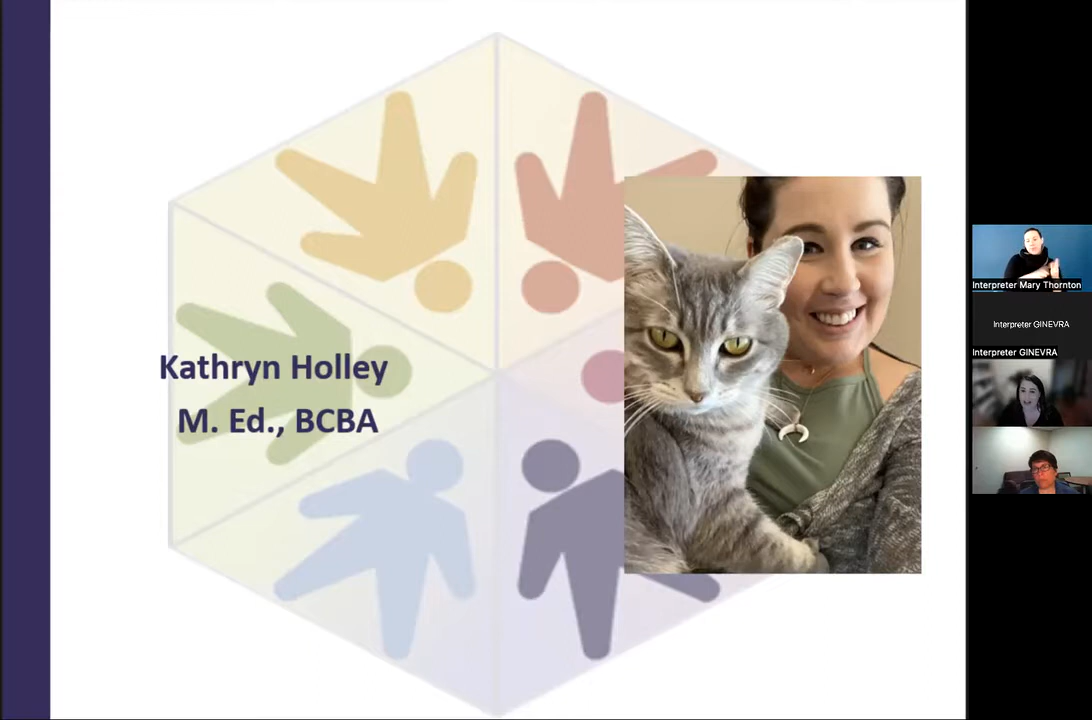 Kathryn Holley
M. Ed., BCBA
Interpreter Mary Thornton
Interpreter GINEVRA
Interpreter GINEVRA